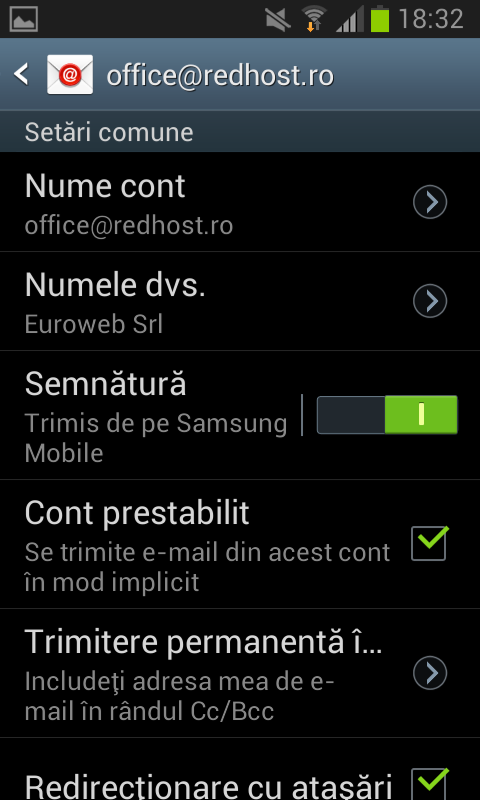 18:32
office@redhost.ro
Setări comune
Nume cont
office@redhost.ro
Numele dvs.
Euroweb Srl
Semnătură
Trimis de pe Samsung
Mobile
Cont prestabilit
Se trimite e-mail din acest cont
în mod implicit
Trimitere permanentă î...
Includeţi adresa mea de e-
mail în rândul Cc/Bcc
Redirecționare cu atașări